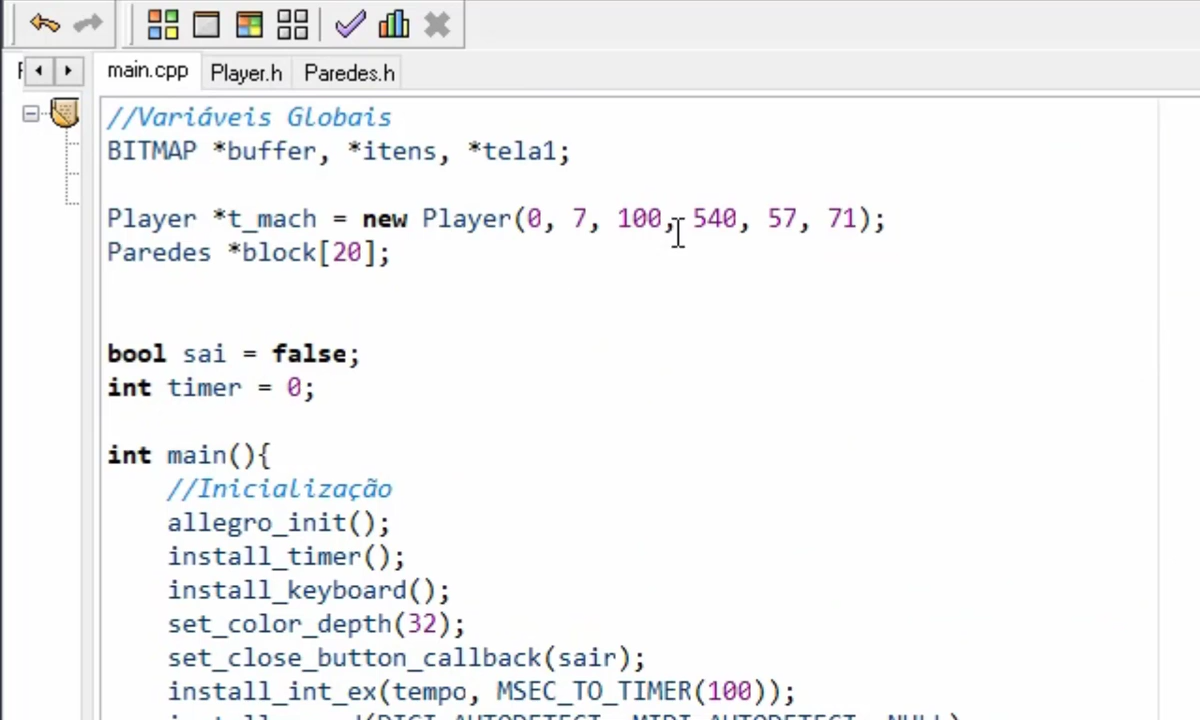 main.cpp Player.h Paredes.h
//Variáveis Globais
BITMAP *buffer, *itens, *tela1;
Player *t_mach = new Player(0, 7, 100, 540, 57, 71);
Paredes *block[20];
bool sai = false;
int timer = 0;
int main(){
//Inicialização
allegro_init();
install_timer();
install_keyboard();
set_color_depth(32);
set_close_button_callback(sair);
install_int_ex(tempo, MSEC_TO_TIMER(100));